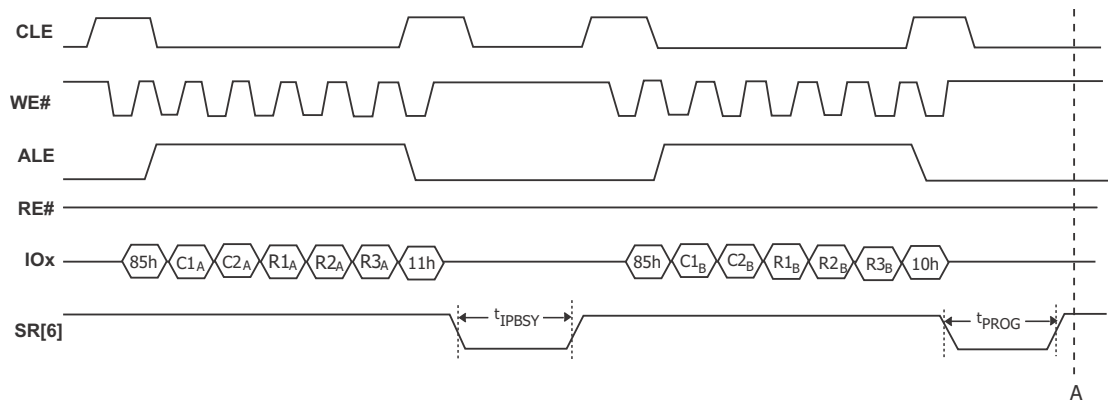 CLE
WE#
ALE
RE#
IOx 85h C1A C2A R1A R2A R3A 11h 85h C1B C2B R1B R2B R3B 10h
SR[6] tIPBSY tPROG
A